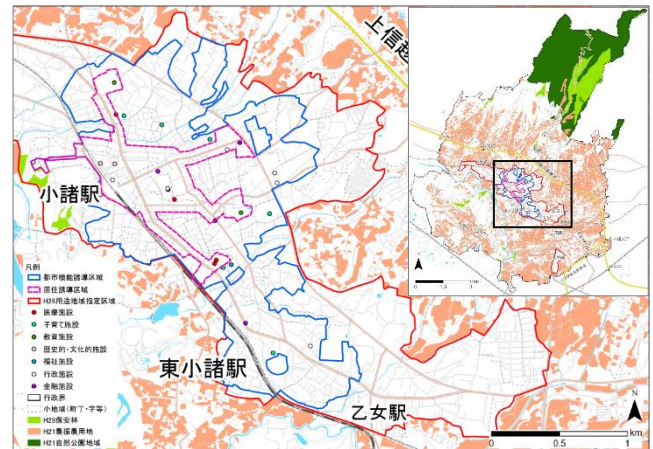 上信越
小諸駅
東小諸駅
乙女駅
凡例
都市機能誘導区域
居住誘導区域
H26用途地域指定区域
医療施設
子育て施設
教育施設
歴史的・文化的施設
福祉施設
行政施設
金融施設
行政界
小地域(町丁・字等)
H28保安林
H21農振農用地
H21自然公園地域
N
0
0.5
1
km